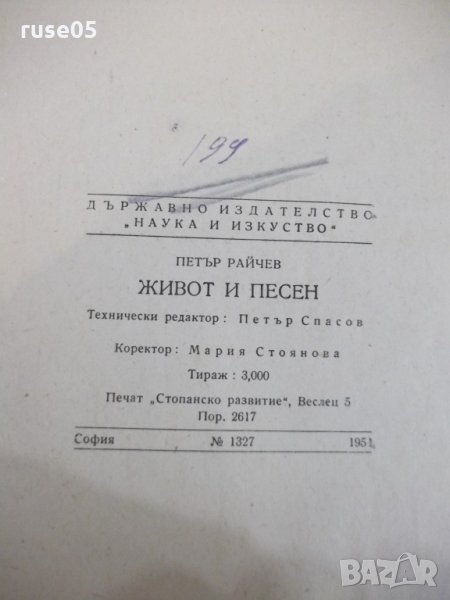 ruse05
199
ДЪРЖАВНО ИЗДАТЕЛСТВО
„НАУКА И ИЗКУСТВО“
ПЕТЪР РАЙЧЕВ
ЖИВОТ И ПЕСЕН
Технически редактор: Петър Спасов
Коректор: Мария Стоянова
Тираж: 3,000
Печат „Стопанско развитие“, Веслец 5
Пор. 2617
София № 1327 1951
BAZAR